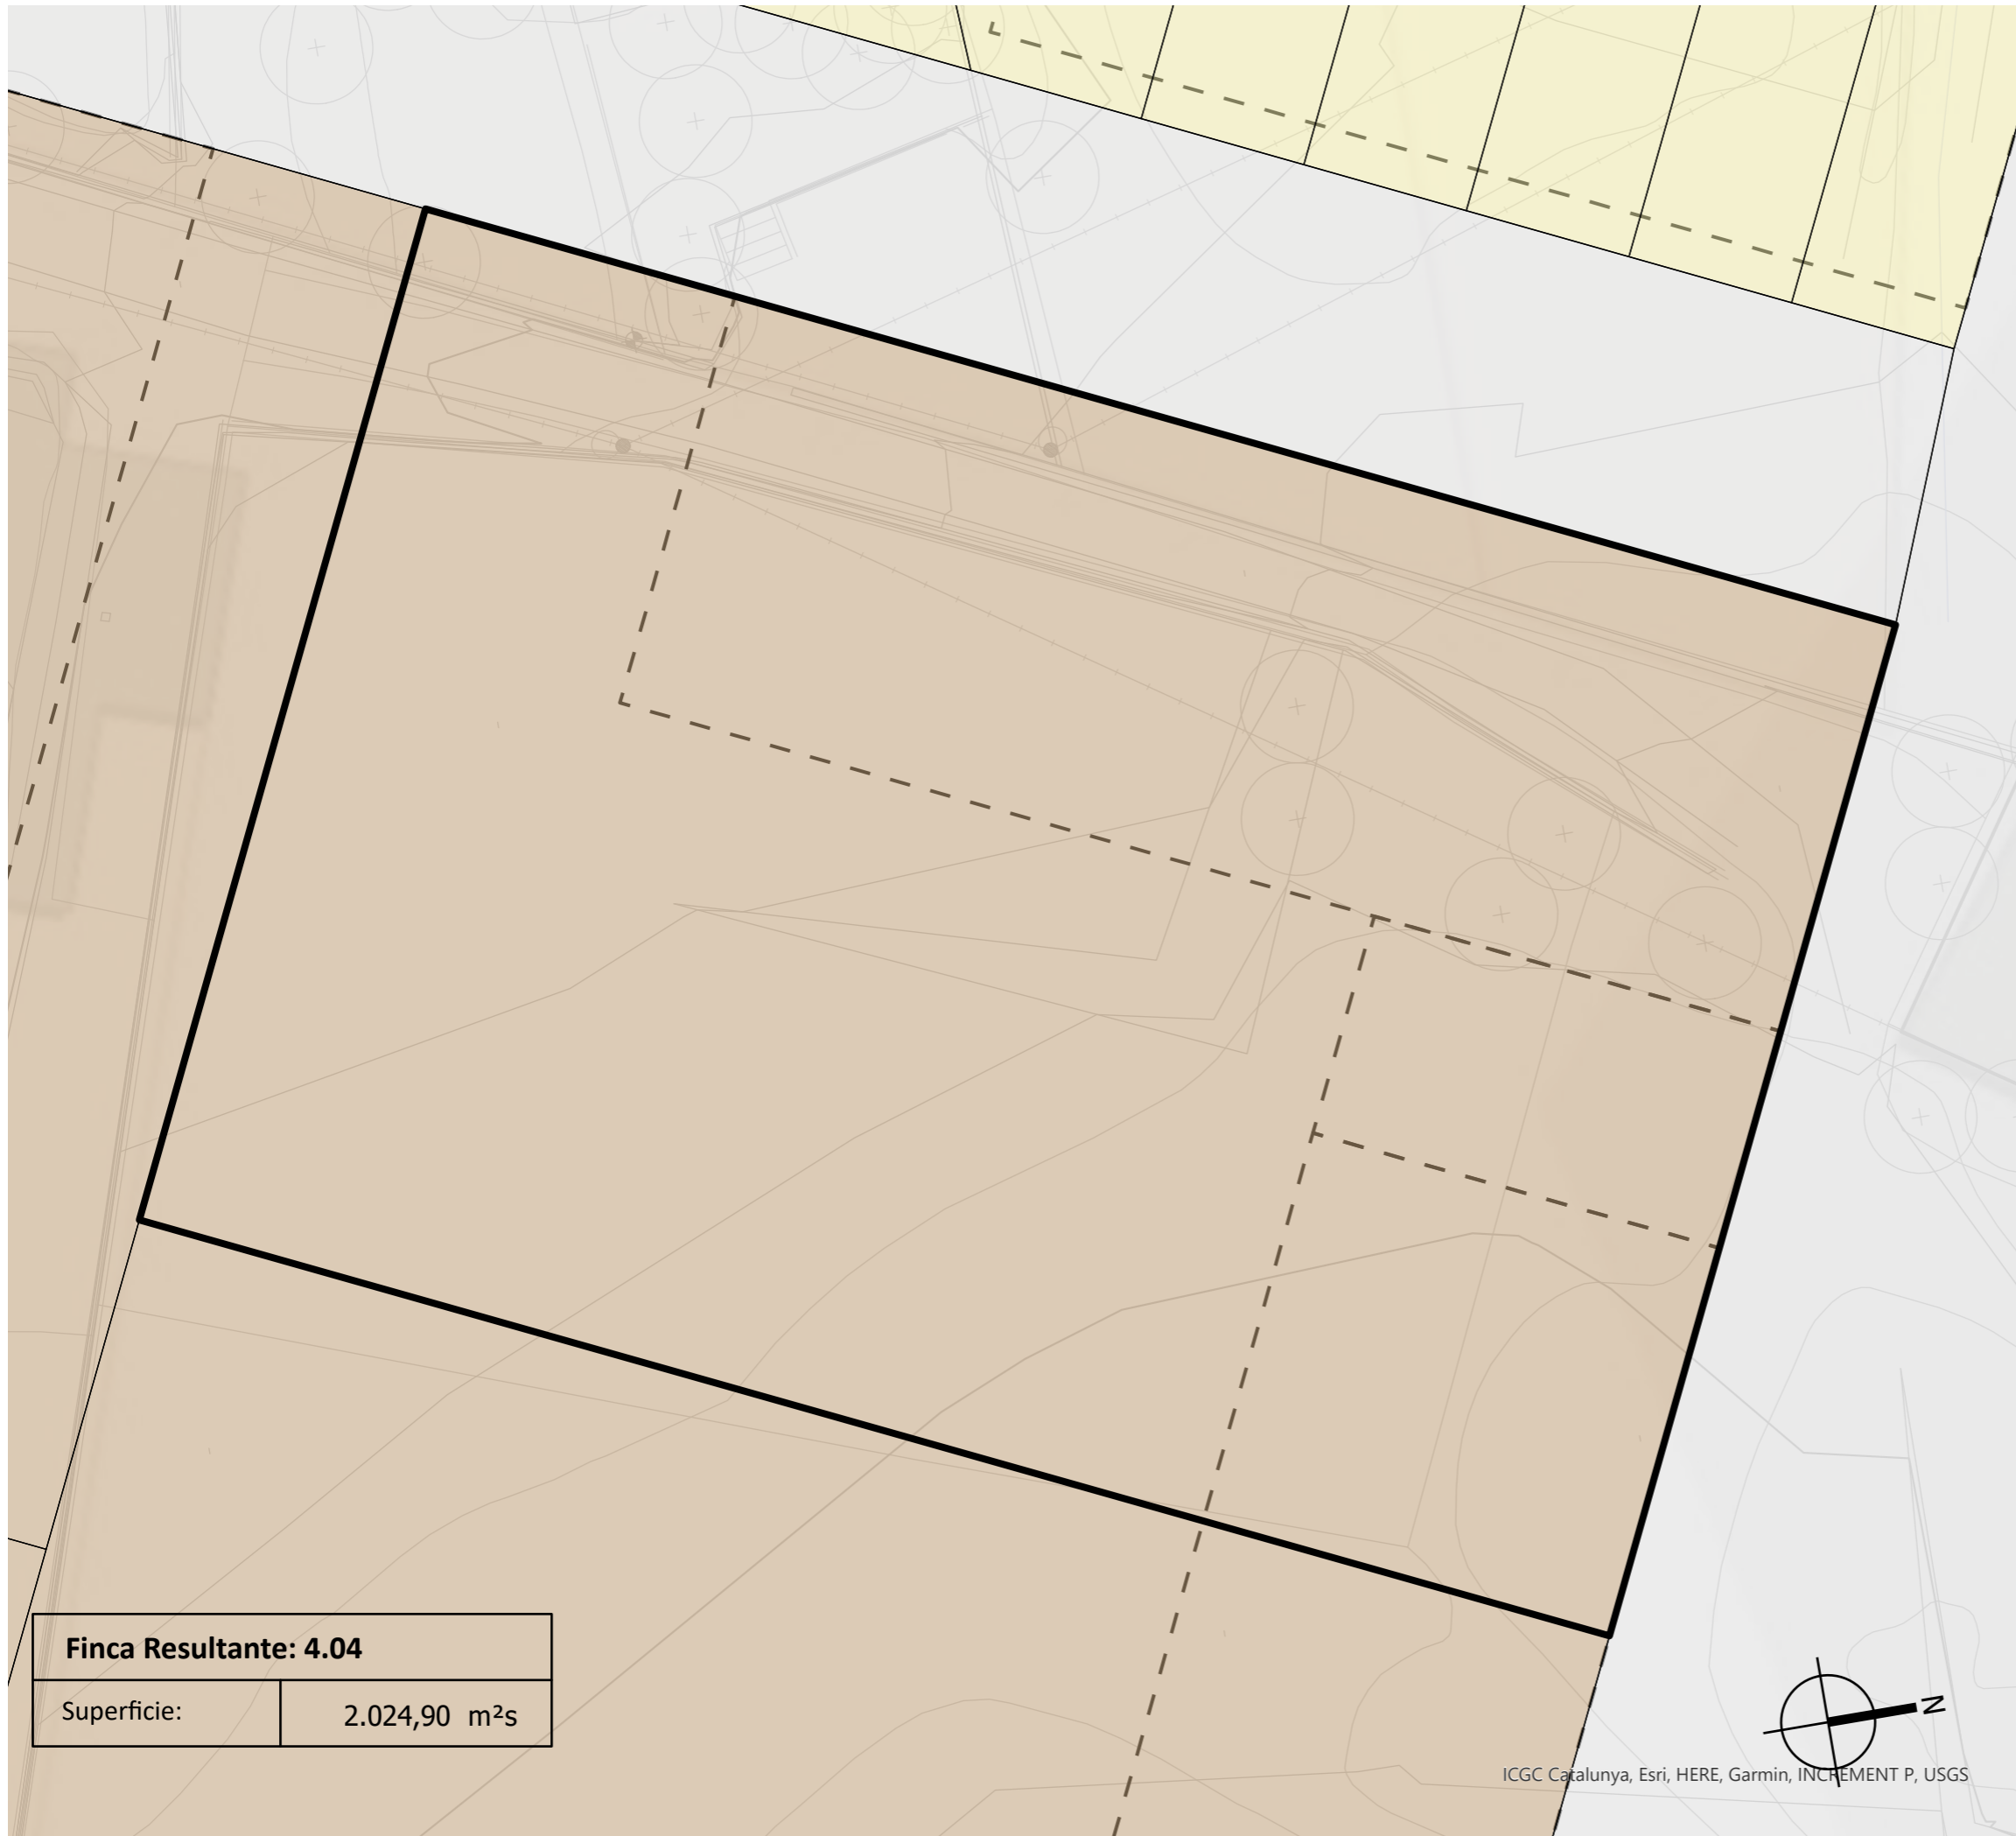 Finca Resultante: 4.04
Superficie: 2.024,90 m²s
N
ICGC Catalunya, Esri, HERE, Garmin, INCREMENT P, USGS